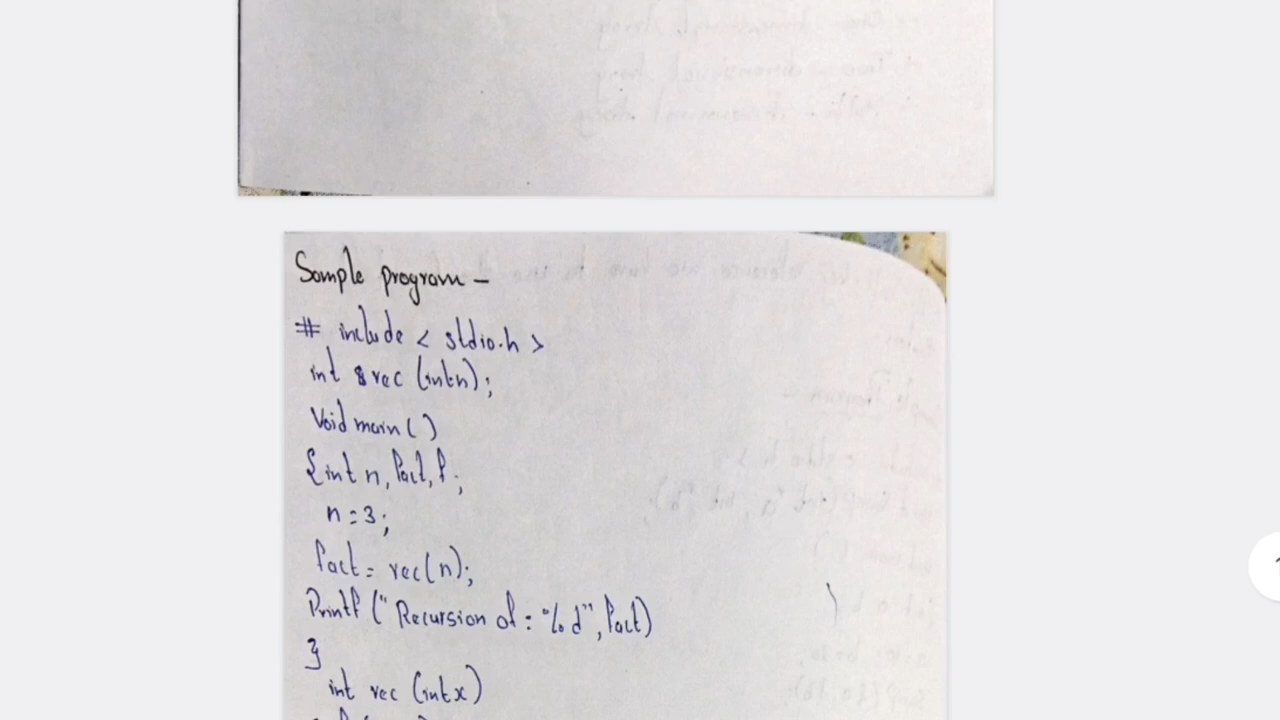 Sample program -
# include < stdio.h >
int rec (int n);
Void main ( )
{int n, fact, f;
n = 3;
fact = rec(n);
Printf (" Recursion of : %d", fact)
}
int rec (int x)